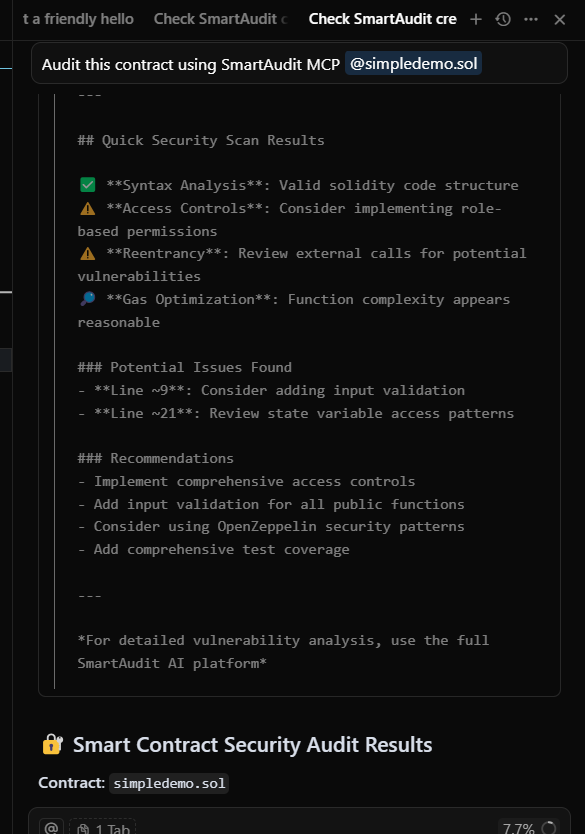 t a friendly hello Check SmartAudit c Check SmartAudit cre
Audit this contract using SmartAudit MCP @simpledemo.sol
---
## Quick Security Scan Results
✅ **Syntax Analysis**: Valid solidity code structure
⚠️ **Access Controls**: Consider implementing role-
based permissions
⚠️ **Reentrancy**: Review external calls for potential
vulnerabilities
🔎 **Gas Optimization**: Function complexity appears
reasonable
### Potential Issues Found
- **Line ~9**: Consider adding input validation
- **Line ~21**: Review state variable access patterns
### Recommendations
- Implement comprehensive access controls
- Add input validation for all public functions
- Consider using OpenZeppelin security patterns
- Add comprehensive test coverage
---
*For detailed vulnerability analysis, use the full
SmartAudit AI platform*
🔐 Smart Contract Security Audit Results
Contract: simpledemo.sol
@ 1 Tab 7.7%